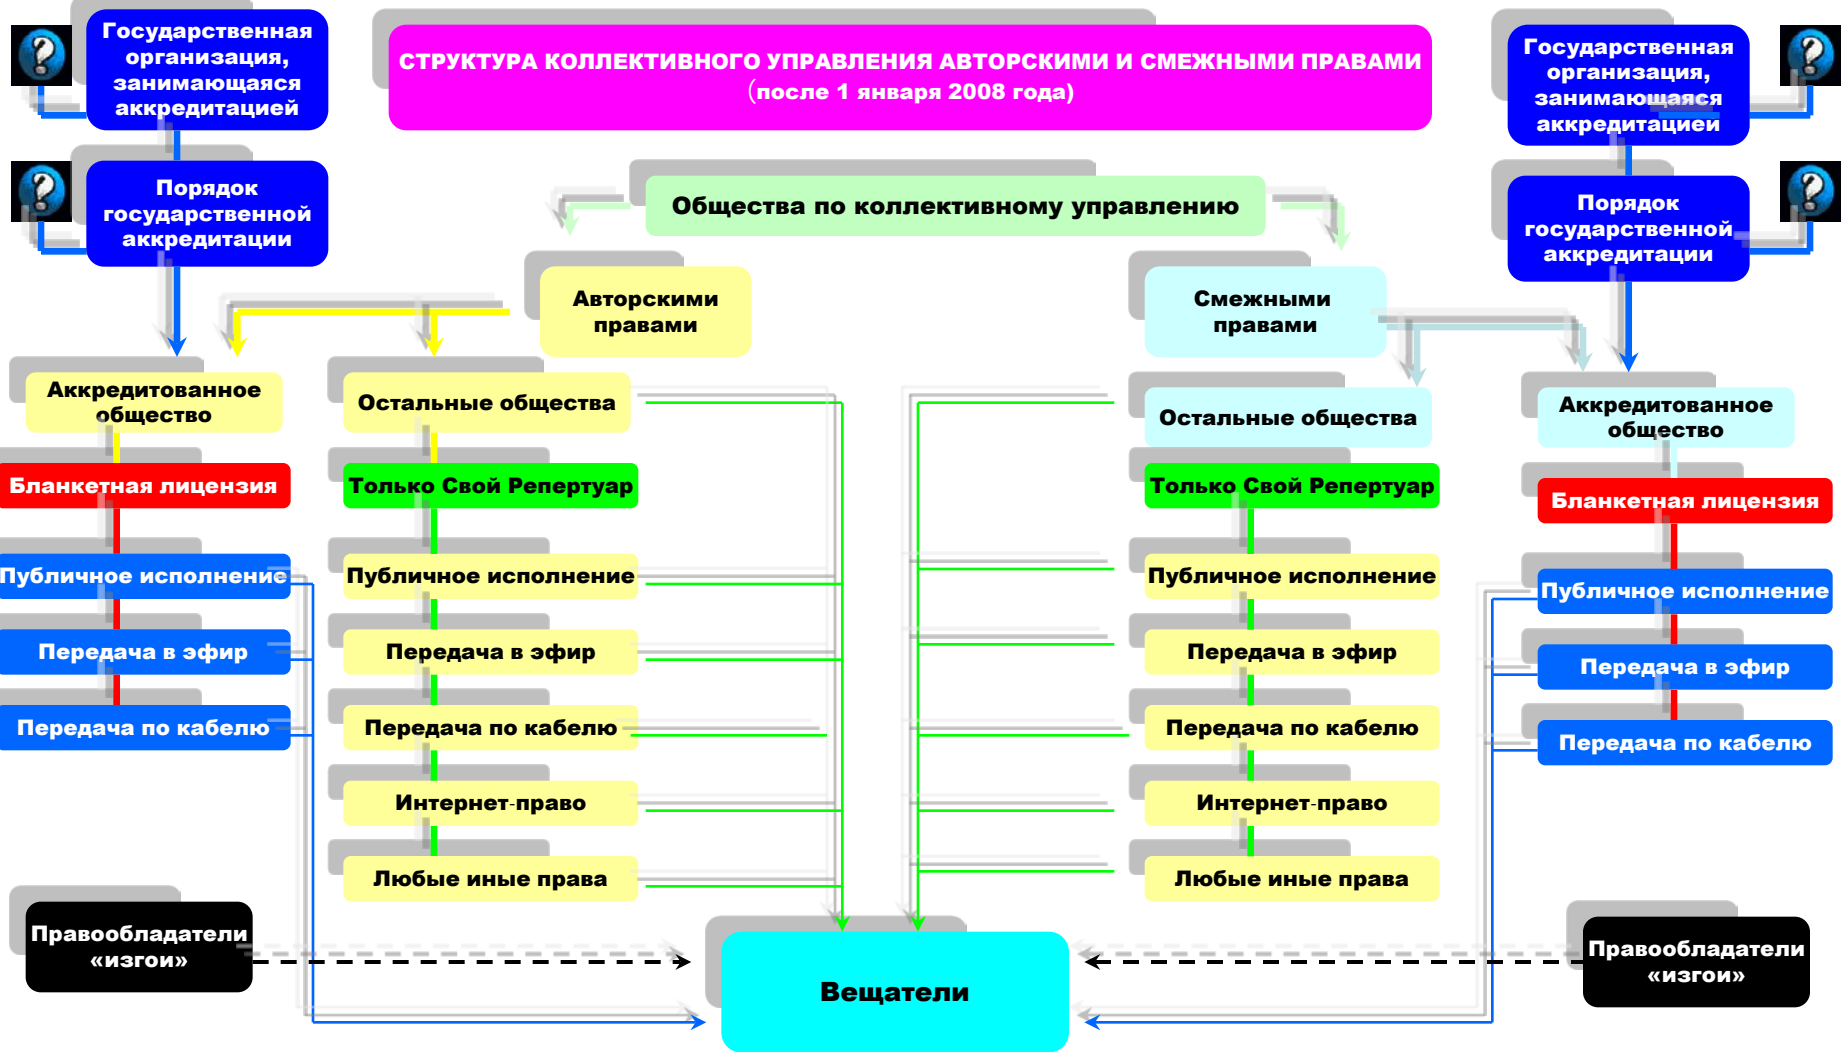 Государственная
организация,
занимающаяся
аккредитацией
СТРУКТУРА КОЛЛЕКТИВНОГО УПРАВЛЕНИЯ АВТОРСКИМИ И СМЕЖНЫМИ ПРАВАМИ
(после 1 января 2008 года)
Государственная
организация,
занимающаяся
аккредитацией
?
?
Порядок
государственной
аккредитации
Общества по коллективному управлению
Порядок
государственной
аккредитации
?
?
Авторскими
правами
Смежными
правами
Аккредитованное
общество
Остальные общества
Остальные общества
Аккредитованное
общество
Бланкетная лицензия
Только Свой Репертуар
Только Свой Репертуар
Бланкетная лицензия
Публичное исполнение
Публичное исполнение
Публичное исполнение
Публичное исполнение
Передача в эфир
Передача в эфир
Передача в эфир
Передача в эфир
Передача по кабелю
Передача по кабелю
Передача по кабелю
Передача по кабелю
Интернет-право
Интернет-право
Любые иные права
Любые иные права
Правообладатели
«изгои»
Вещатели
Правообладатели
«изгои»